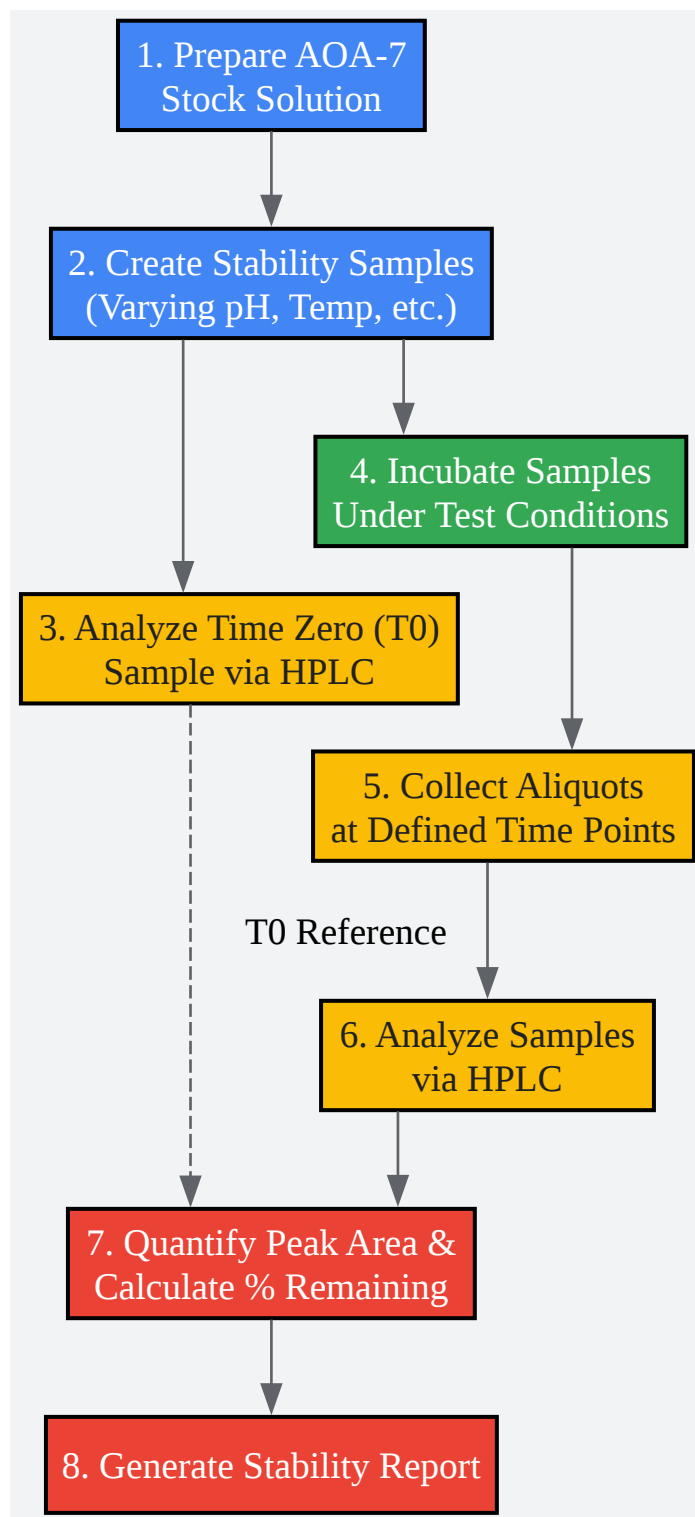 1. Prepare AOA-7
Stock Solution
2. Create Stability Samples
(Varying pH, Temp, etc.)
4. Incubate Samples
Under Test Conditions
3. Analyze Time Zero (T0)
Sample via HPLC
5. Collect Aliquots
at Defined Time Points
T0 Reference
6. Analyze Samples
via HPLC
7. Quantify Peak Area &
Calculate % Remaining
8. Generate Stability Report